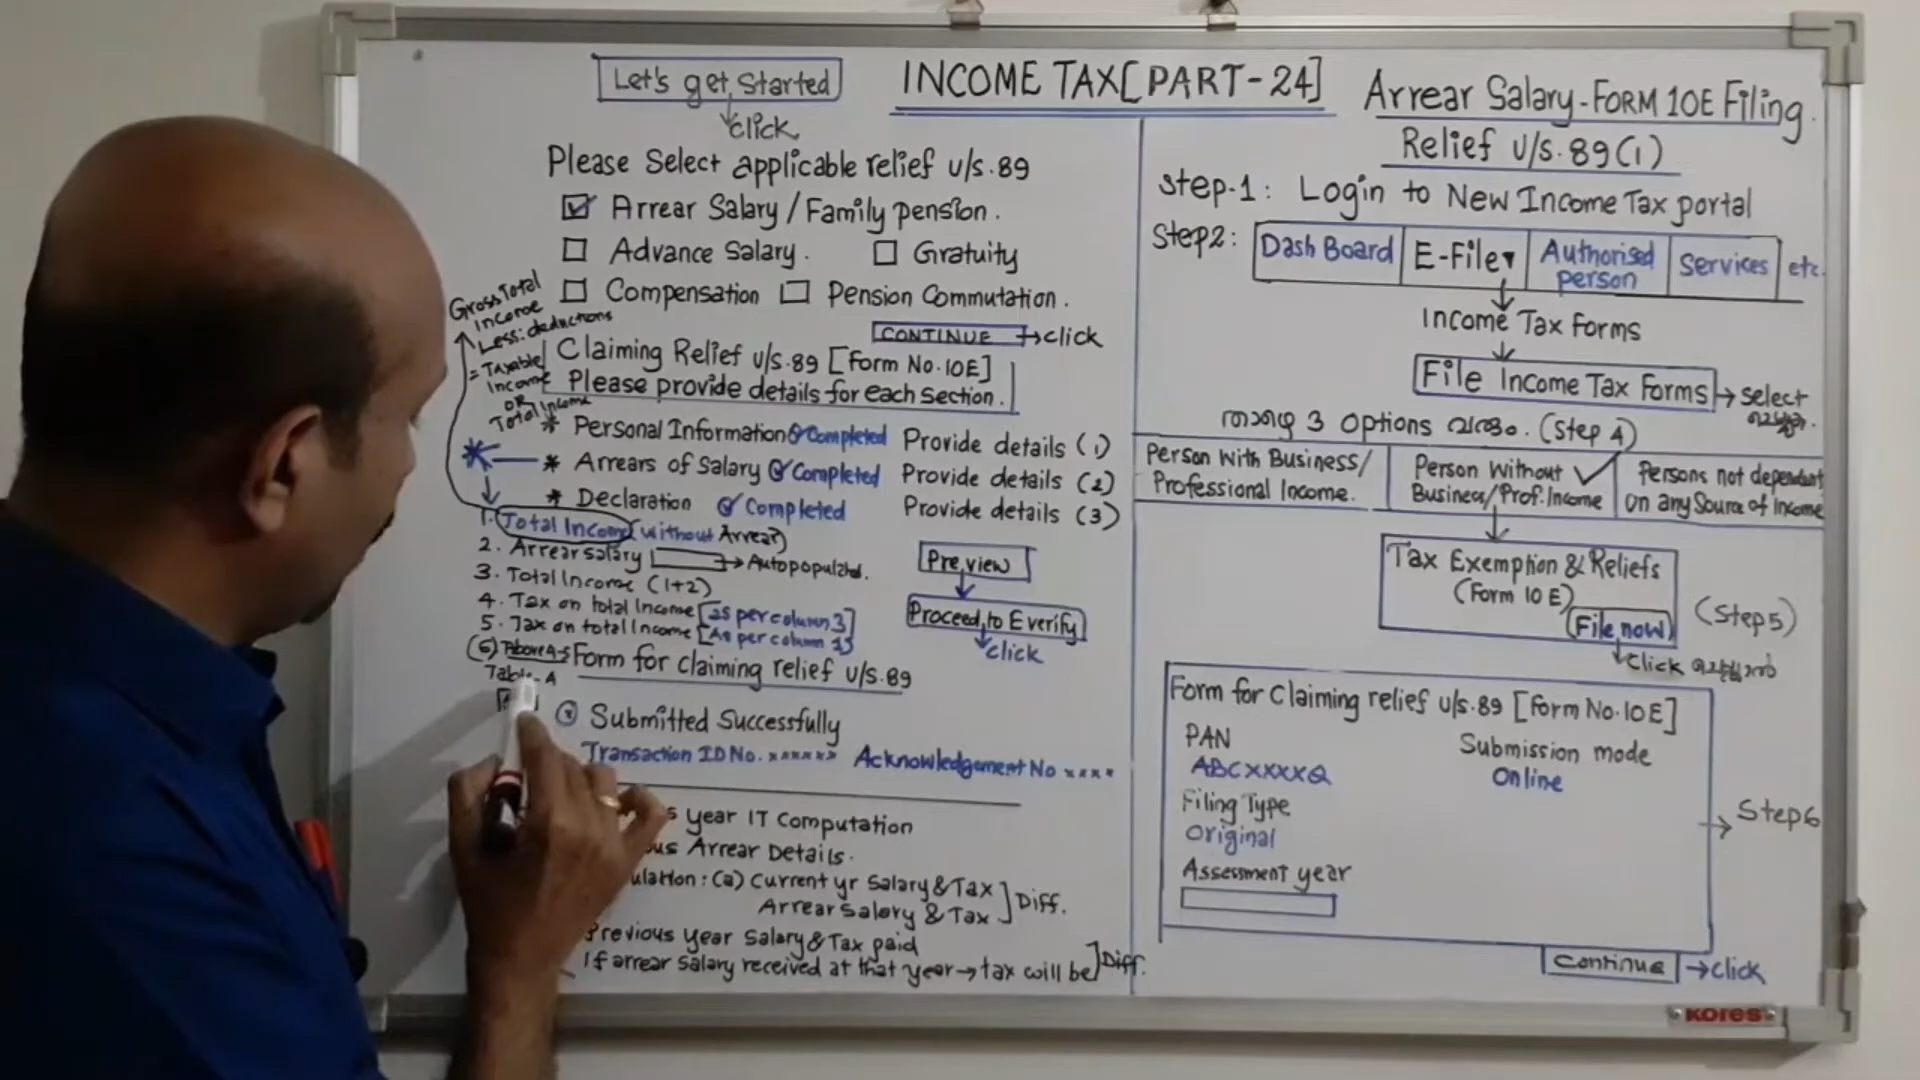 INCOME TAX [PART-24]
Let's get Started
click
Please Select applicable relief u/s.89
Arrear Salary / Family pension.
Advance Salary. Gratuity
Compensation Pension Commutation.
CONTINUE → click
Gross Total
Income
Less: deductions
= Taxable
Income
OR
Total Income
Claiming Relief u/s.89 [Form No.10E]
Please provide details for each Section.
* Personal Information Completed Provide details (1)
* Arrears of Salary Completed Provide details (2)
* Declaration Completed Provide details (3)
1. Total Income (without Arrear)
2. Arrear salary → Autopopulated.
3. Total Income (1+2)
4. Tax on total Income [as per column 3]
5. Tax on total Income [As per column 1]
(6) Above 4-5
Table-A
Preview
Proceed to Everify
click
Form for claiming relief u/s.89
Submitted Successfully
Transaction ID No. xxxxxx Acknowledgement No xxxx
year IT Computation
Arrear Details.
(a) Current yr Salary & Tax
Arrear Salary & Tax ] Diff.
Previous year Salary & Tax paid
If arrear salary received at that year → tax will be ] Diff.
Arrear Salary - FORM 10E Filing.
Relief u/s. 89(1)
Step-1: Login to New Income Tax portal
Step2: Dash Board E-File▾ Authorised person Services etc.
Income Tax Forms
File Income Tax Forms → select
3 Options (Step 4)
Person With Business/
Professional Income.
Person Without
Business/Prof. Income
Persons not dependant
on any Source of Income
Tax Exemption & Reliefs
(Form 10 E)
File now
(Step5)
click
Form for Claiming relief u/s.89 [Form No.10E]
PAN Submission mode
ABCXXXXQ Online
Filing Type
Original
Assessment year
→ Step6
Continue → click
KORES